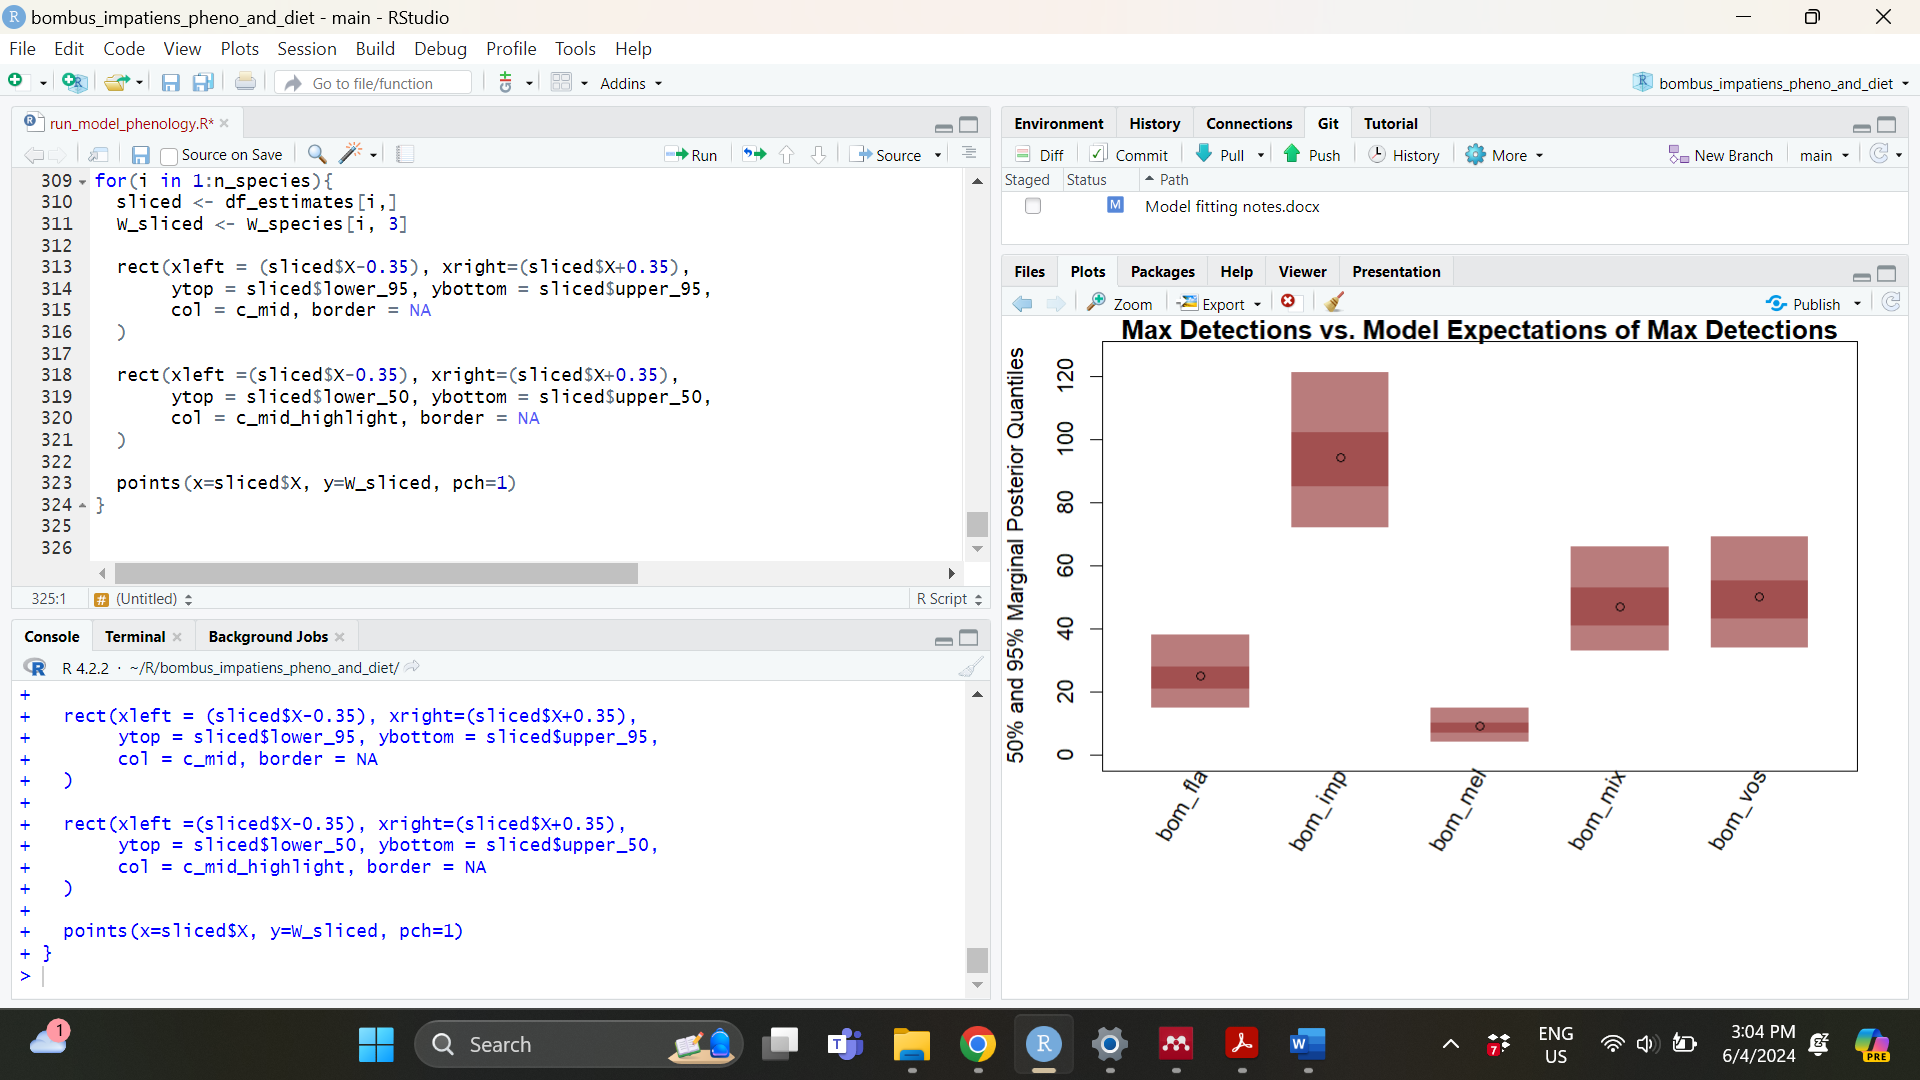 bombus_impatiens_pheno_and_diet - main - RStudio
File Edit Code View Plots Session Build Debug Profile Tools Help
Go to file/function Addins bombus_impatiens_pheno_and_diet
run_model_phenology.R*
Source on Save Run Source
309 for(i in 1:n_species){
310 sliced <- df_estimates[i,]
311 W_sliced <- W_species[i, 3]
312
313 rect(xleft = (sliced$X-0.35), xright=(sliced$X+0.35),
314 ytop = sliced$lower_95, ybottom = sliced$upper_95,
315 col = c_mid, border = NA
316 )
317
318 rect(xleft =(sliced$X-0.35), xright=(sliced$X+0.35),
319 ytop = sliced$lower_50, ybottom = sliced$upper_50,
320 col = c_mid_highlight, border = NA
321 )
322
323 points(x=sliced$X, y=W_sliced, pch=1)
324 }
325
326
325:1 # (Untitled) R Script
Console Terminal Background Jobs
R 4.2.2 · ~/R/bombus_impatiens_pheno_and_diet/
+
+ rect(xleft = (sliced$X-0.35), xright=(sliced$X+0.35),
+ ytop = sliced$lower_95, ybottom = sliced$upper_95,
+ col = c_mid, border = NA
+ )
+
+ rect(xleft =(sliced$X-0.35), xright=(sliced$X+0.35),
+ ytop = sliced$lower_50, ybottom = sliced$upper_50,
+ col = c_mid_highlight, border = NA
+ )
+
+ points(x=sliced$X, y=W_sliced, pch=1)
+ }
>
Environment History Connections Git Tutorial
Diff Commit Pull Push History More New Branch main
Staged Status Path
M Model fitting notes.docx
Files Plots Packages Help Viewer Presentation
Zoom Export Publish
Max Detections vs. Model Expectations of Max Detections
50% and 95% Marginal Posterior Quantiles
120
100
80
60
40
20
0
bom_fla bom_imp bom_mel bom_mix bom_vos
1 Search 7 ENG
US
3:04 PM
6/4/2024
PRE